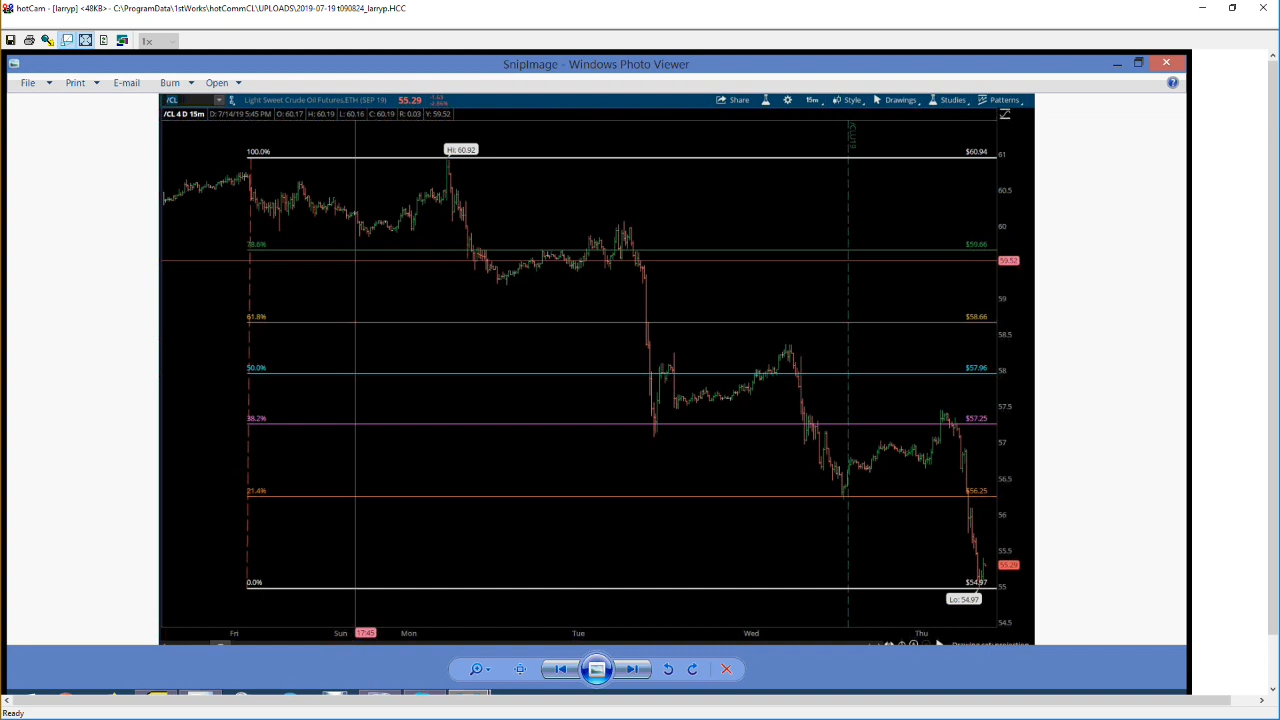 hotCam - [larryp] <48KB> - C:\ProgramData\1stWorks\hotCommCL\UPLOADS\2019-07-19 t090824_larryp.HCC
1x
SnipImage - Windows Photo Viewer
File Print E-mail Burn Open
/CL Light Sweet Crude Oil Futures,ETH (SEP 19) 55.29 Share 15m Style Drawings Studies Patterns
/CL 4 D 15m D: 7/14/19 5:45 PM O: 60.17 H: 60.19 L: 60.16 C: 60.19 R: 0.03 Y: 59.52
100.0% Hi: 60.92 $60.94
61
60.5
60
78.6% $59.66
59.52
59
61.8% $58.66
58.5
50.0% $57.96
58
57.5
38.2% $57.25
57
56.5
21.4% $56.25
56
55.5
55.29
0.0% $54.97
55
Lo: 54.97
54.5
Fri Sun 17:45 Mon Tue Wed Thu
Ready